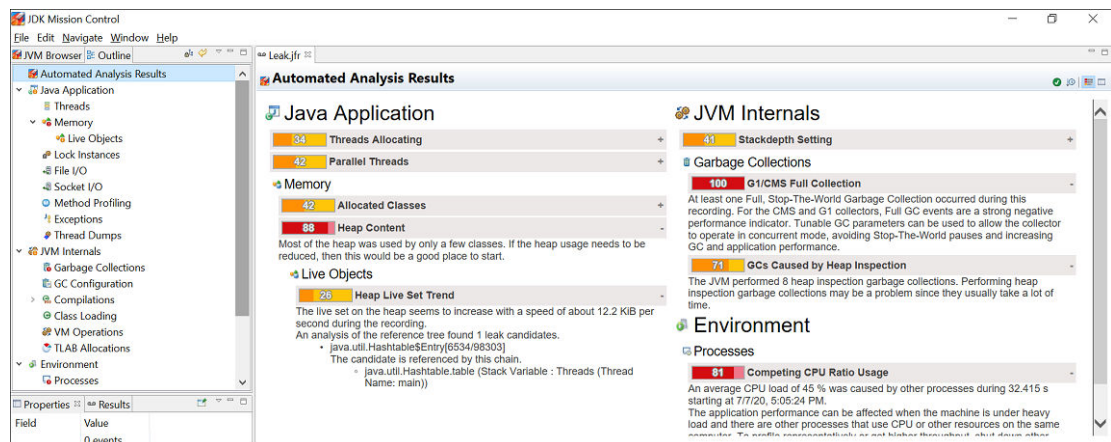 JDK Mission Control
File Edit Navigate Window Help
JVM Browser Outline
Automated Analysis Results
Java Application
Threads
Memory
Live Objects
Lock Instances
File I/O
Socket I/O
Method Profiling
Exceptions
Thread Dumps
JVM Internals
Garbage Collections
GC Configuration
Compilations
Class Loading
VM Operations
TLAB Allocations
Environment
Processes
Properties Results
Field Value
0 events
Leak.jfr
Automated Analysis Results
Java Application
34 Threads Allocating +
42 Parallel Threads +
Memory
42 Allocated Classes +
88 Heap Content -
Most of the heap was used by only a few classes. If the heap usage needs to be
reduced, then this would be a good place to start.
Live Objects
26 Heap Live Set Trend -
The live set on the heap seems to increase with a speed of about 12.2 KiB per
second during the recording.
An analysis of the reference tree found 1 leak candidates.
• java.util.Hashtable$Entry[6534/98303]
The candidate is referenced by this chain.
◦ java.util.Hashtable.table (Stack Variable : Threads (Thread
Name: main))
JVM Internals
41 Stackdepth Setting +
Garbage Collections
100 G1/CMS Full Collection -
At least one Full, Stop-The-World Garbage Collection occurred during this
recording. For the CMS and G1 collectors, Full GC events are a strong negative
performance indicator. Tunable GC parameters can be used to allow the collector
to operate in concurrent mode, avoiding Stop-The-World pauses and increasing
GC and application performance.
71 GCs Caused by Heap Inspection -
The JVM performed 8 heap inspection garbage collections. Performing heap
inspection garbage collections may be a problem since they usually take a lot of
time.
Environment
Processes
81 Competing CPU Ratio Usage -
An average CPU load of 45 % was caused by other processes during 32.415 s
starting at 7/7/20, 5:05:24 PM.
The application performance can be affected when the machine is under heavy
load and there are other processes that use CPU or other resources on the same
computer. To profile representatively or get higher throughput, shut down other